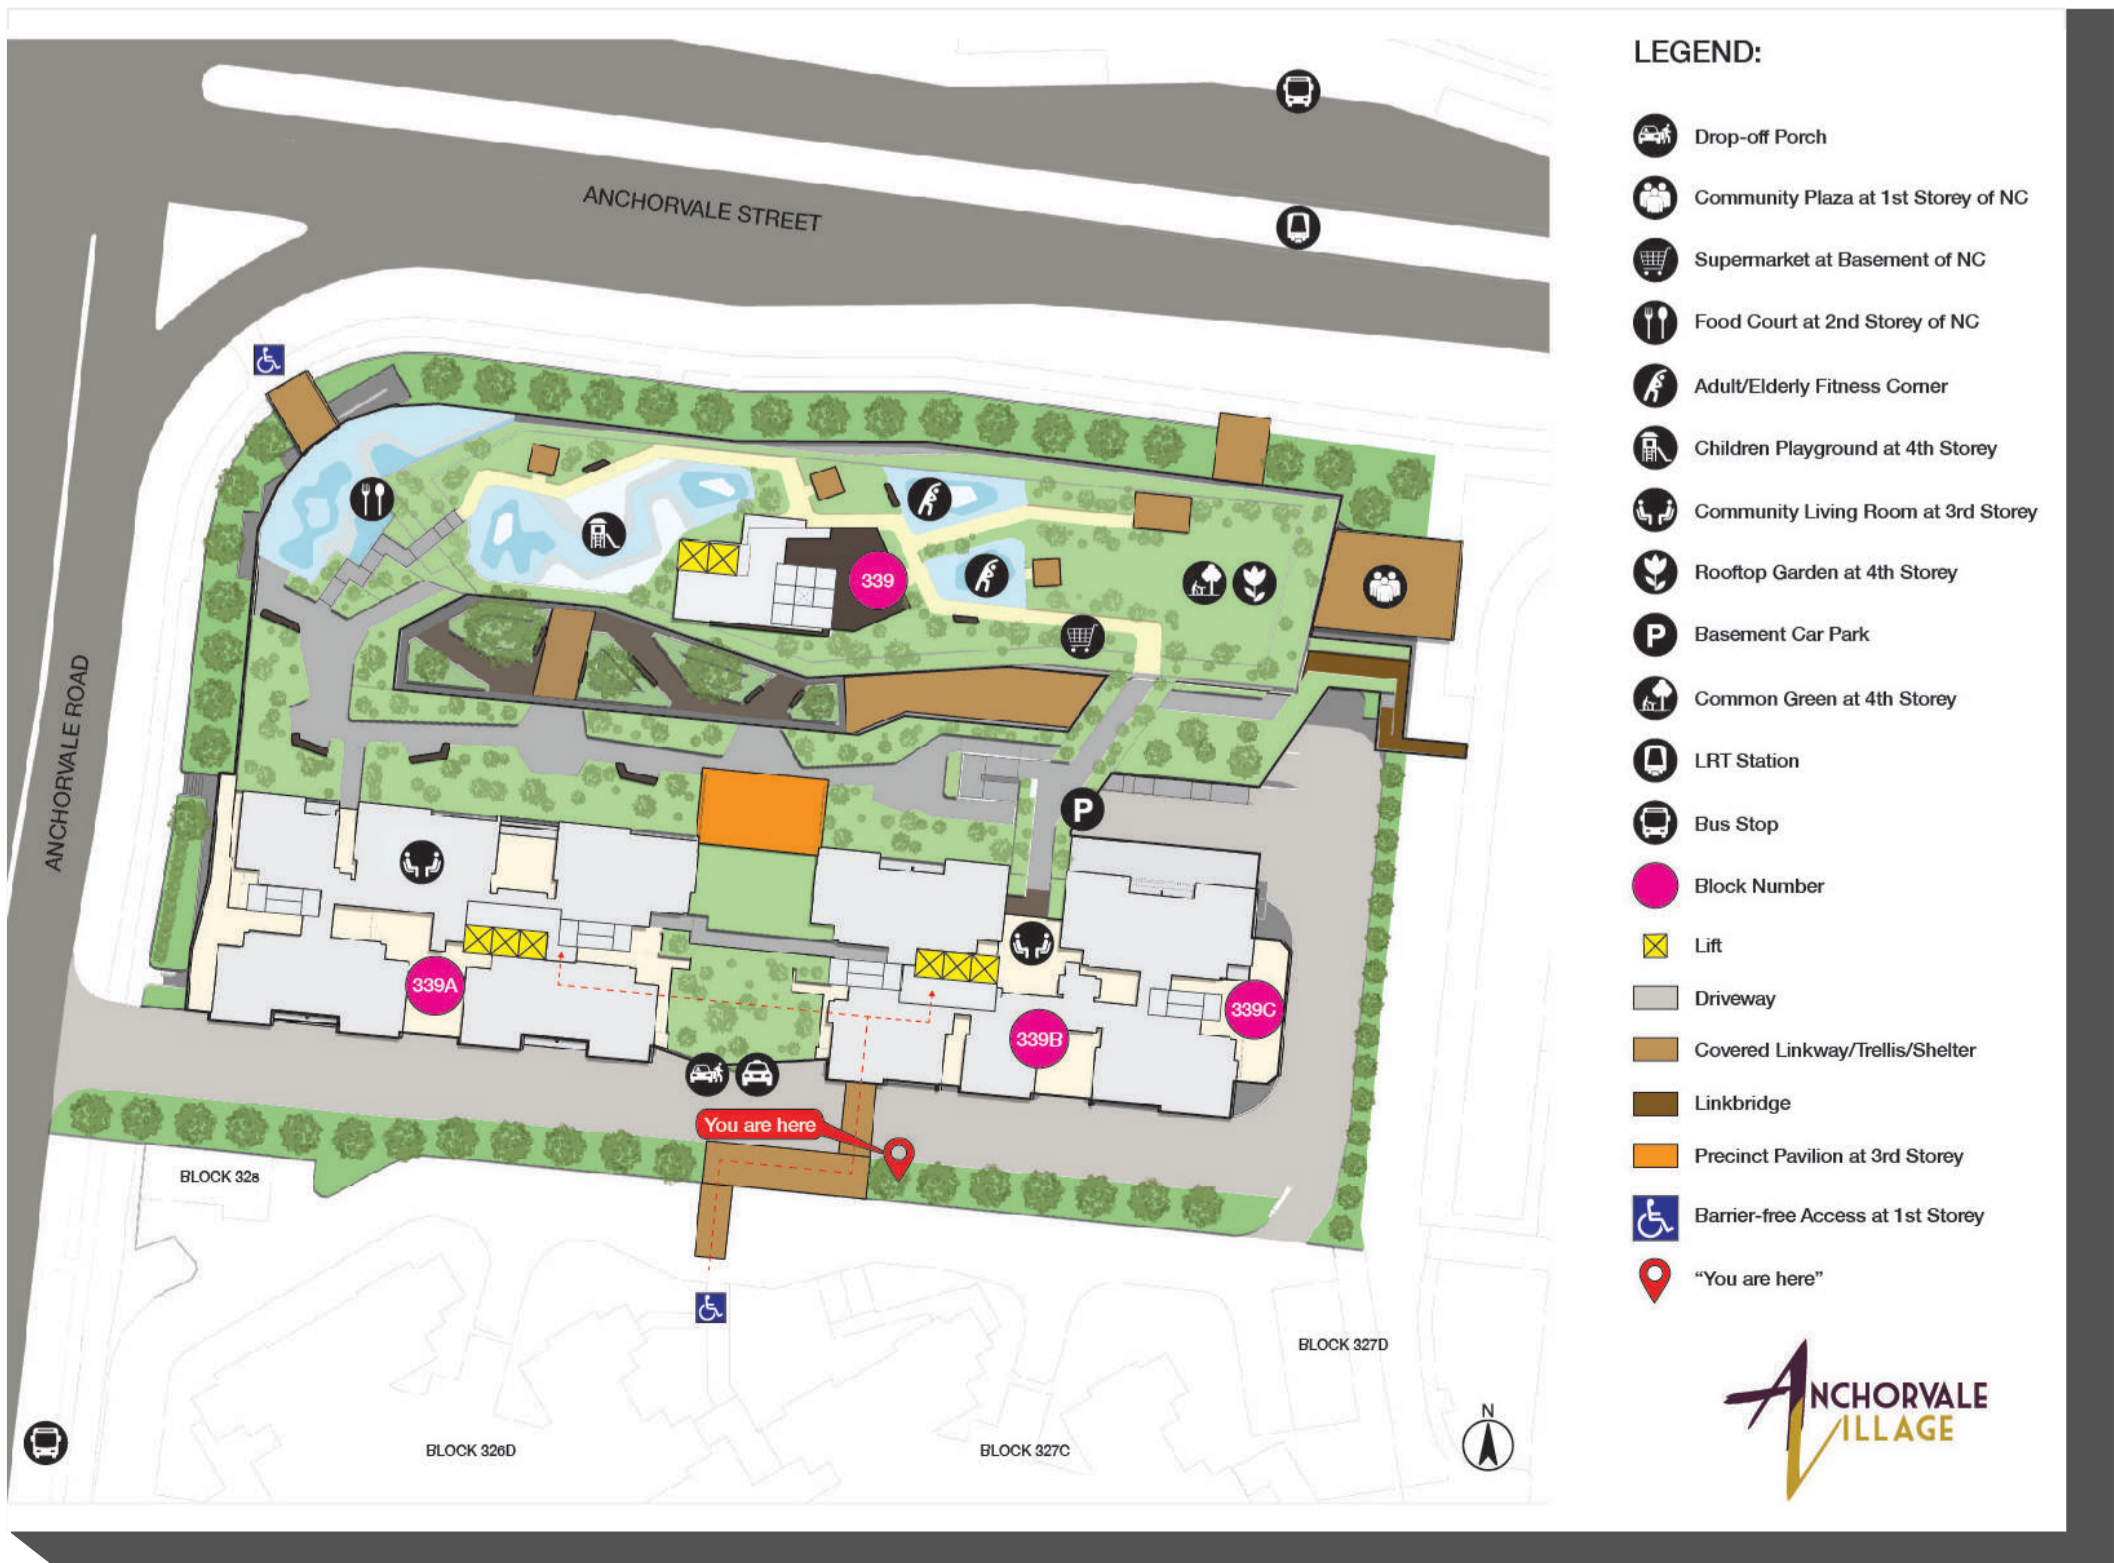 LEGEND:
Drop-off Porch
Community Plaza at 1st Storey of NC
Supermarket at Basement of NC
Food Court at 2nd Storey of NC
Adult/Elderly Fitness Corner
Children Playground at 4th Storey
Community Living Room at 3rd Storey
Rooftop Garden at 4th Storey
P
Basement Car Park
Common Green at 4th Storey
LRT Station
Bus Stop
Block Number
Lift
Driveway
Covered Linkway/Trellis/Shelter
Linkbridge
Precinct Pavilion at 3rd Storey
Barrier-free Access at 1st Storey
“You are here”
ANCHORVALE
VILLAGE
ANCHORVALE STREET
ANCHORVALE ROAD
339
P
339A
339B
339C
You are here
BLOCK 328
BLOCK 326D
BLOCK 327C
BLOCK 327D
N